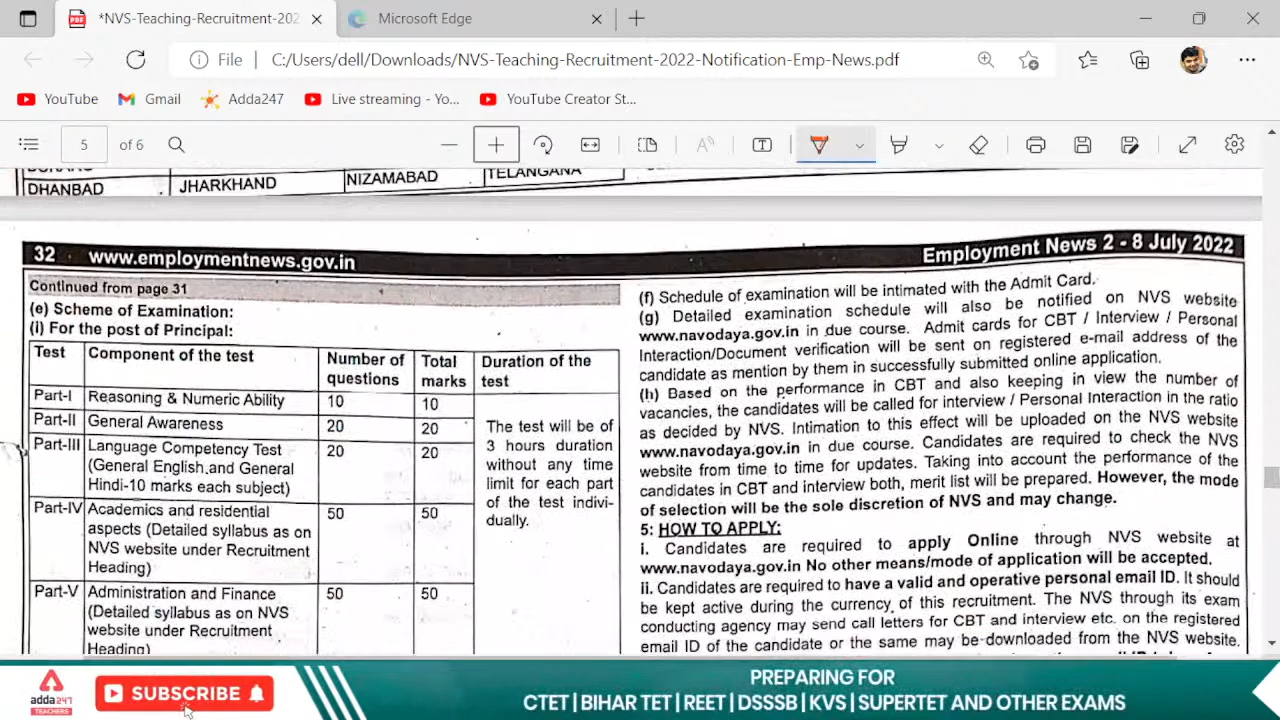 *NVS-Teaching-Recruitment-202
Microsoft Edge
File
C:/Users/dell/Downloads/NVS-Teaching-Recruitment-2022-Notification-Emp-News.pdf
YouTube
Gmail
Adda247
Live streaming - Yo...
YouTube Creator St...
5
of 6
DHANBAD
JHARKHAND
NIZAMABAD
TELANGANA
32 www.employmentnews.gov.in
Employment News 2 - 8 July 2022
Continued from page 31
(e) Scheme of Examination:
(i) For the post of Principal:
Test
Component of the test
Number of
questions
Total
marks
Duration of the
test
Part-I
Reasoning & Numeric Ability
10
10
Part-II
General Awareness
20
20
Part-III
Language Competency Test
(General English and General
Hindi-10 marks each subject)
20
20
Part-IV
Academics and residential
aspects (Detailed syllabus as on
NVS website under Recruitment
Heading)
50
50
Part-V
Administration and Finance
(Detailed syllabus as on NVS
website under Recruitment
Heading)
50
50
The test will be of
3 hours duration
without any time
limit for each part
of the test indivi-
dually.
(f) Schedule of examination will be intimated with the Admit Card.
(g) Detailed examination schedule will also be notified on NVS website
www.navodaya.gov.in in due course. Admit cards for CBT / Interview / Personal
Interaction/Document verification will be sent on registered e-mail address of the
candidate as mention by them in successfully submitted online application.
(h) Based on the performance in CBT and also keeping in view the number of
vacancies, the candidates will be called for interview / Personal Interaction in the ratio
as decided by NVS. Intimation to this effect will be uploaded on the NVS website
www.navodaya.gov.in in due course. Candidates are required to check the NVS
website from time to time for updates. Taking into account the performance of the
candidates in CBT and interview both, merit list will be prepared. However, the mode
of selection will be the sole discretion of NVS and may change.
5: HOW TO APPLY:
i. Candidates are required to apply Online through NVS website at
www.navodaya.gov.in No other means/mode of application will be accepted.
ii. Candidates are required to have a valid and operative personal email ID. It should
be kept active during the currency of this recruitment. The NVS through its exam
conducting agency may send call letters for CBT and interview etc. on the registered
email ID of the candidate or the same may be downloaded from the NVS website.
adda247
TEACHERS
SUBSCRIBE
PREPARING FOR
CTET | BIHAR TET | REET | DSSSB | KVS | SUPERTET AND OTHER EXAMS